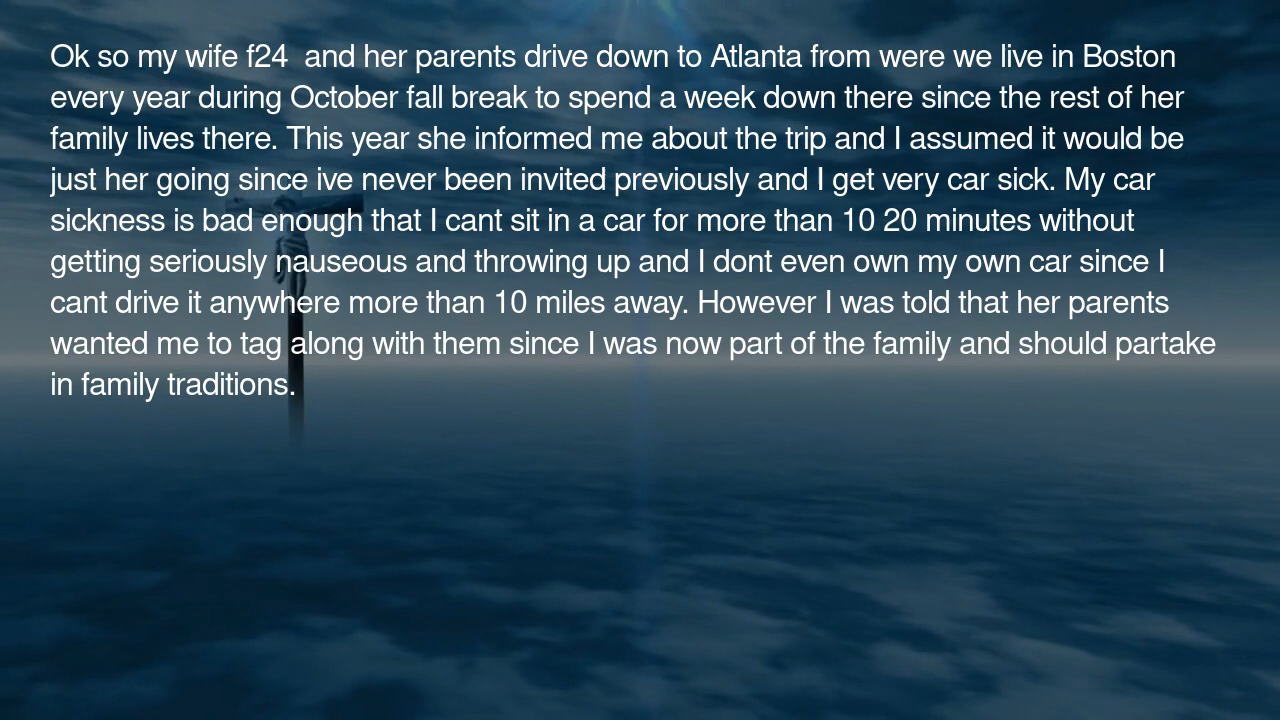 Ok so my wife f24  and her parents drive down to Atlanta from were we live in Boston
every year during October fall break to spend a week down there since the rest of her
family lives there. This year she informed me about the trip and I assumed it would be
just her going since ive never been invited previously and I get very car sick. My car
sickness is bad enough that I cant sit in a car for more than 10 20 minutes without
getting seriously nauseous and throwing up and I dont even own my own car since I
cant drive it anywhere more than 10 miles away. However I was told that her parents
wanted me to tag along with them since I was now part of the family and should partake
in family traditions.